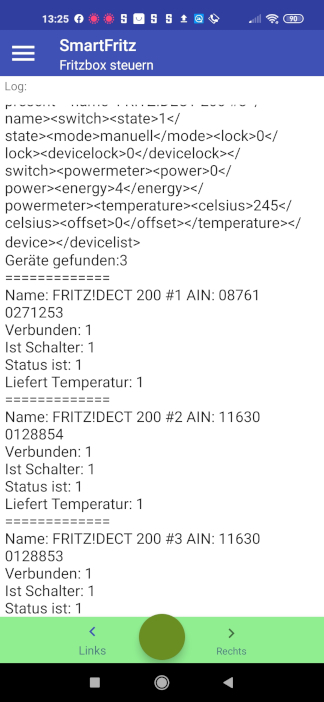 13:25
90
SmartFritz
Fritzbox steuern
Log:
name><switch><state>1</
state><mode>manuell</mode><lock>0</
lock><devicelock>0</devicelock></
switch><powermeter><power>0</
power><energy>4</energy></
powermeter><temperature><celsius>245</
celsius><offset>0</offset></temperature></
device></devicelist>
Geräte gefunden:3
=============
Name: FRITZ!DECT 200 #1 AIN: 08761
0271253
Verbunden: 1
Ist Schalter: 1
Status ist: 1
Liefert Temperatur: 1
=============
Name: FRITZ!DECT 200 #2 AIN: 11630
0128854
Verbunden: 1
Ist Schalter: 1
Status ist: 1
Liefert Temperatur: 1
=============
Name: FRITZ!DECT 200 #3 AIN: 11630
0128853
Verbunden: 1
Ist Schalter: 1
Status ist: 1
Links
Rechts